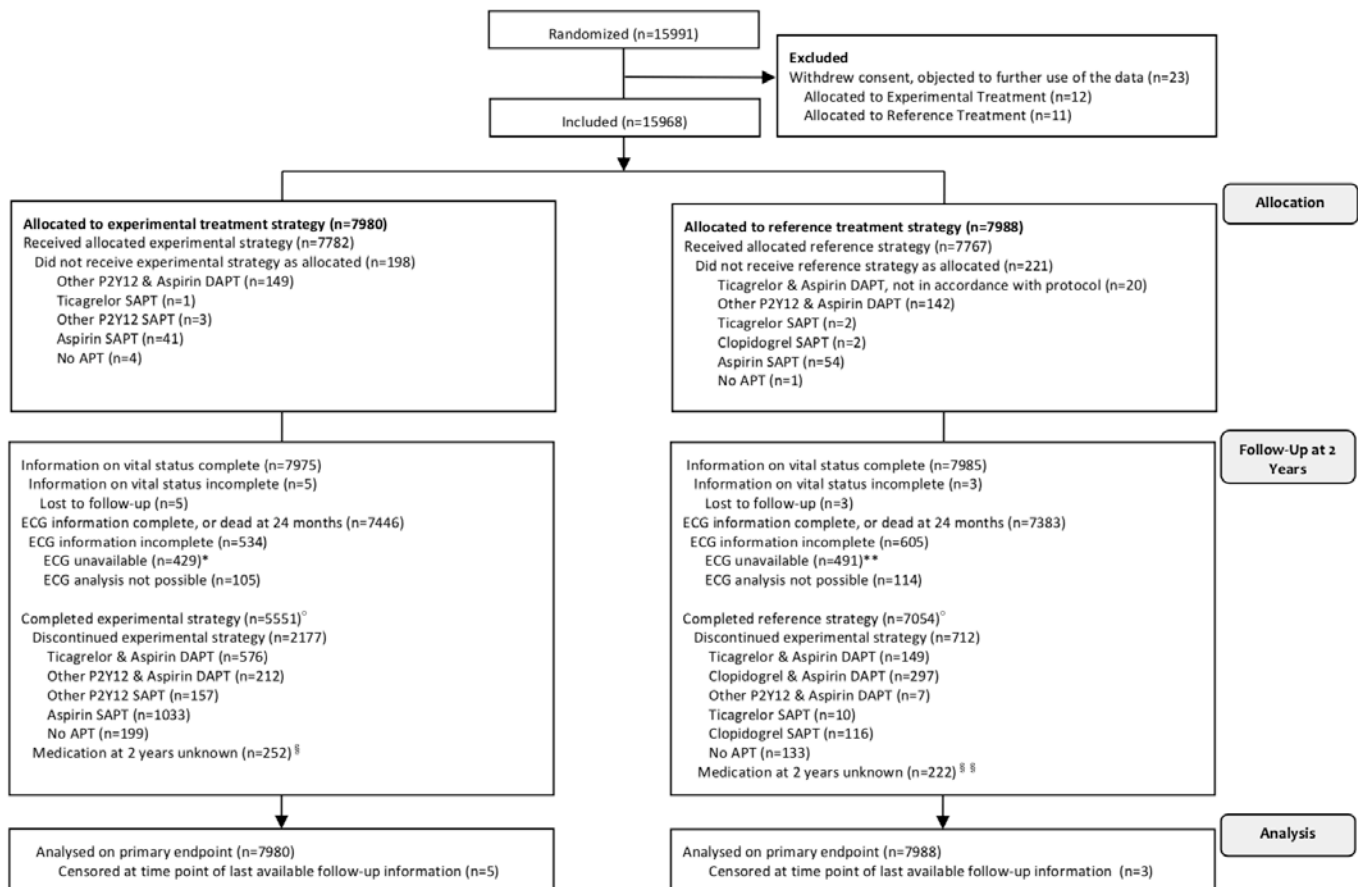 Randomized (n=15991)
Excluded
Withdrew consent, objected to further use of the data (n=23)
Allocated to Experimental Treatment (n=12)
Allocated to Reference Treatment (n=11)
Included (n=15968)
Allocation
Allocated to experimental treatment strategy (n=7980)
Received allocated experimental strategy (n=7782)
Did not receive experimental strategy as allocated (n=198)
Other P2Y12 & Aspirin DAPT (n=149)
Ticagrelor SAPT (n=1)
Other P2Y12 SAPT (n=3)
Aspirin SAPT (n=41)
No APT (n=4)
Allocated to reference treatment strategy (n=7988)
Received allocated reference strategy (n=7767)
Did not receive reference strategy as allocated (n=221)
Ticagrelor & Aspirin DAPT, not in accordance with protocol (n=20)
Other P2Y12 & Aspirin DAPT (n=142)
Ticagrelor SAPT (n=2)
Clopidogrel SAPT (n=2)
Aspirin SAPT (n=54)
No APT (n=1)
Follow-Up at 2
Years
Information on vital status complete (n=7975)
Information on vital status incomplete (n=5)
Lost to follow-up (n=5)
ECG information complete, or dead at 24 months (n=7446)
ECG information incomplete (n=534)
ECG unavailable (n=429)*
ECG analysis not possible (n=105)
Completed experimental strategy (n=5551)°
Discontinued experimental strategy (n=2177)
Ticagrelor & Aspirin DAPT (n=576)
Other P2Y12 & Aspirin DAPT (n=212)
Other P2Y12 SAPT (n=157)
Aspirin SAPT (n=1033)
No APT (n=199)
Medication at 2 years unknown (n=252) §
Information on vital status complete (n=7985)
Information on vital status incomplete (n=3)
Lost to follow-up (n=3)
ECG information complete, or dead at 24 months (n=7383)
ECG information incomplete (n=605)
ECG unavailable (n=491)**
ECG analysis not possible (n=114)
Completed reference strategy (n=7054)°
Discontinued experimental strategy (n=712)
Ticagrelor & Aspirin DAPT (n=149)
Clopidogrel & Aspirin DAPT (n=297)
Other P2Y12 & Aspirin DAPT (n=7)
Ticagrelor SAPT (n=10)
Clopidogrel SAPT (n=116)
No APT (n=133)
Medication at 2 years unknown (n=222) § §
Analysis
Analysed on primary endpoint (n=7980)
Censored at time point of last available follow-up information (n=5)
Analysed on primary endpoint (n=7988)
Censored at time point of last available follow-up information (n=3)